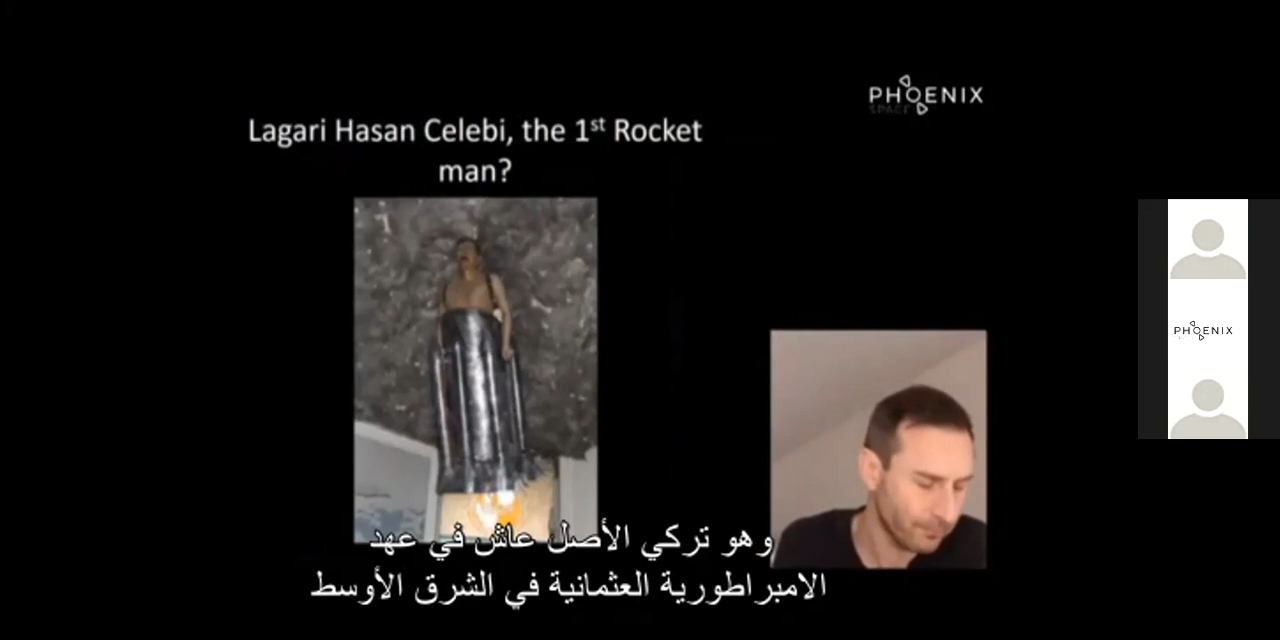 PHOENIX
SPACE
Lagari Hasan Celebi, the 1st Rocket
man?
PHOENIX
وهو تركي الأصل عاش في عهد
الامبراطورية العثمانية في الشرق الأوسط